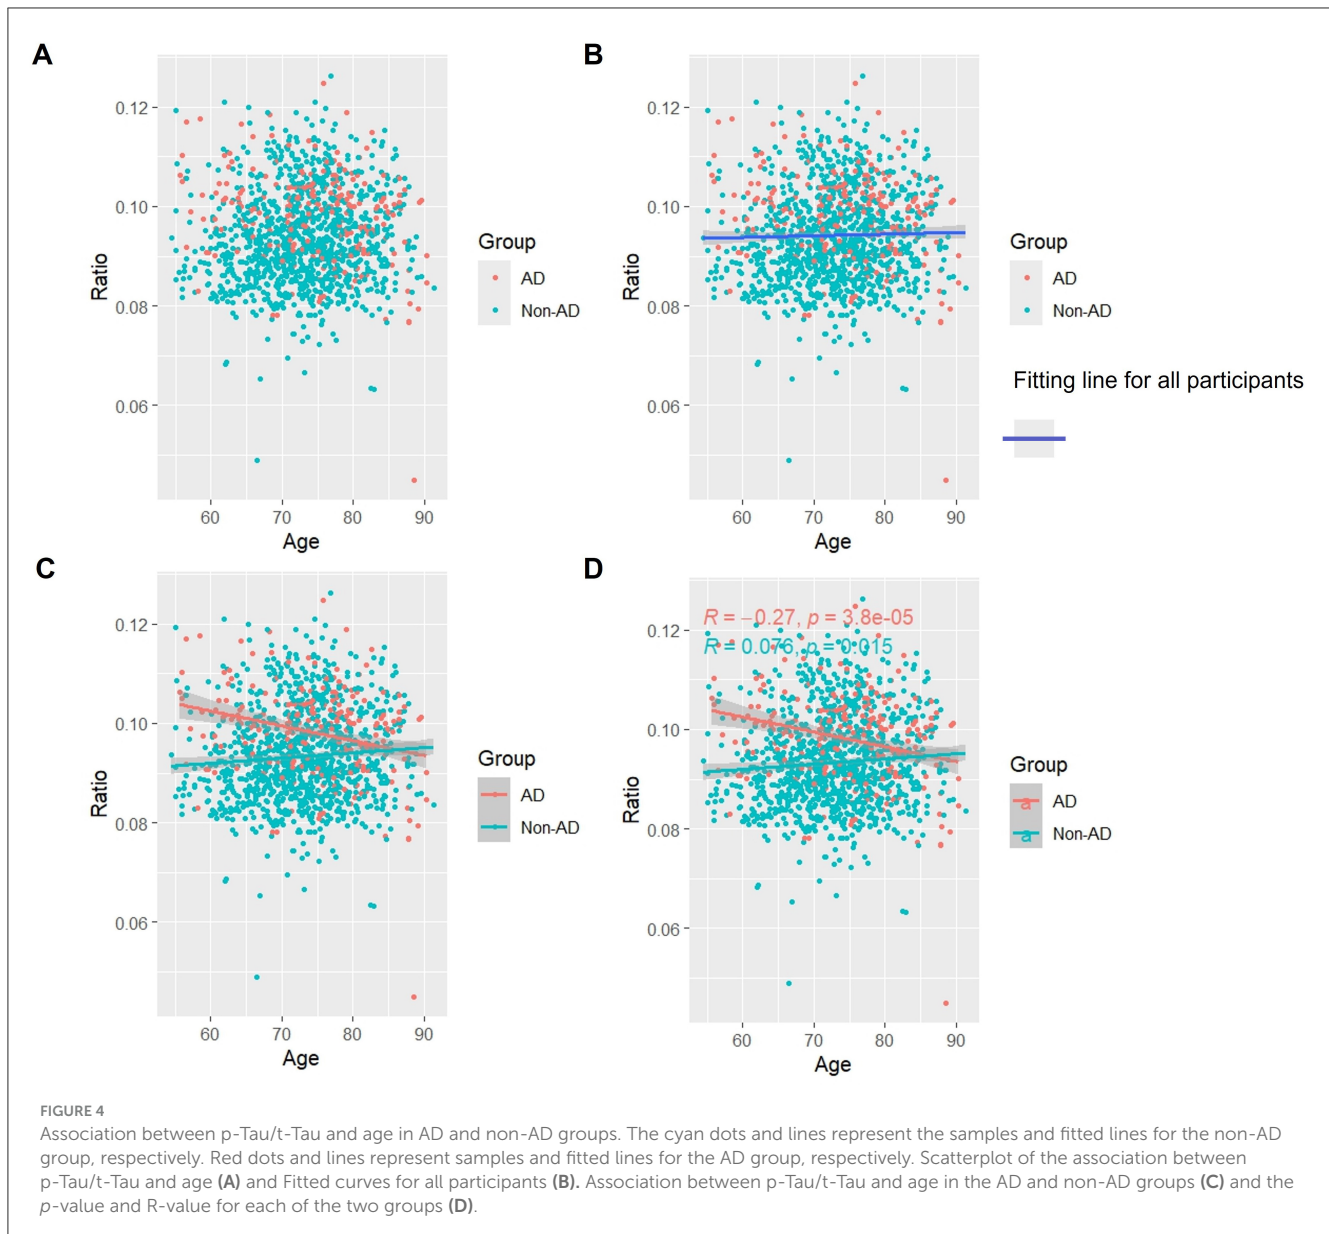 A
0.12
0.10
0.08
0.06
Ratio
60 70 80 90
Age
Group
AD
Non-AD
B
0.12
0.10
0.08
0.06
Ratio
60 70 80 90
Age
Group
AD
Non-AD
Fitting line for all participants
C
0.12
0.10
0.08
0.06
Ratio
60 70 80 90
Age
Group
AD
Non-AD
D
R = −0.27, p = 3.8e-05
R = 0.076, p = 0.015
0.12
0.10
0.08
0.06
Ratio
60 70 80 90
Age
Group
a AD
a Non-AD
FIGURE 4
Association between p-Tau/t-Tau and age in AD and non-AD groups. The cyan dots and lines represent the samples and fitted lines for the non-AD
group, respectively. Red dots and lines represent samples and fitted lines for the AD group, respectively. Scatterplot of the association between
p-Tau/t-Tau and age (A) and Fitted curves for all participants (B). Association between p-Tau/t-Tau and age in the AD and non-AD groups (C) and the
p-value and R-value for each of the two groups (D).